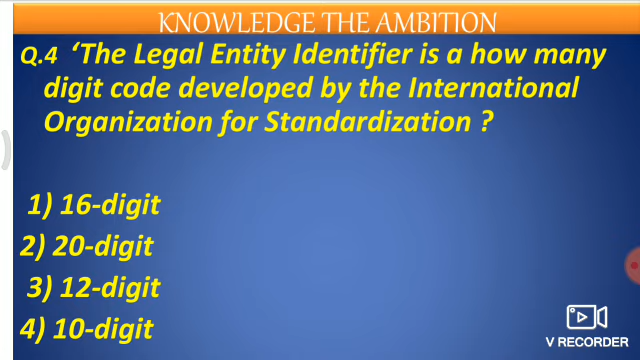 KNOWLEDGE THE AMBITION
Q.4 ‘The Legal Entity Identifier is a how many
digit code developed by the International
Organization for Standardization ?
1) 16-digit
2) 20-digit
3) 12-digit
4) 10-digit
V RECORDER